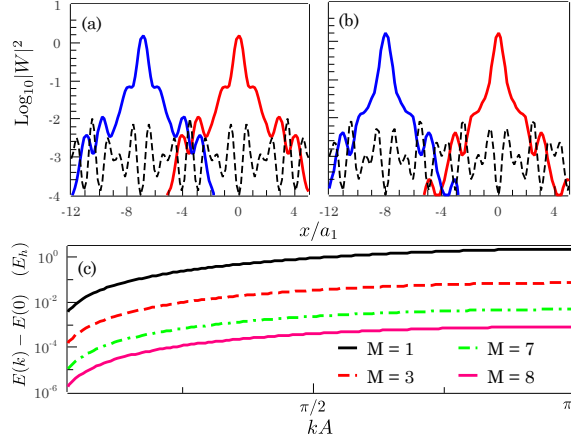 (a)
(b)
Log₁₀|W|²
1
0
-1
-2
-3
-4
-12 -8 -4 0 4 -12 -8 -4 0 4
x/a₁
(c)
E(k) − E(0) (Eₕ)
10⁰
10⁻²
10⁻⁴
10⁻⁶
M = 1 M = 7
M = 3 M = 8
π/2 π
kA